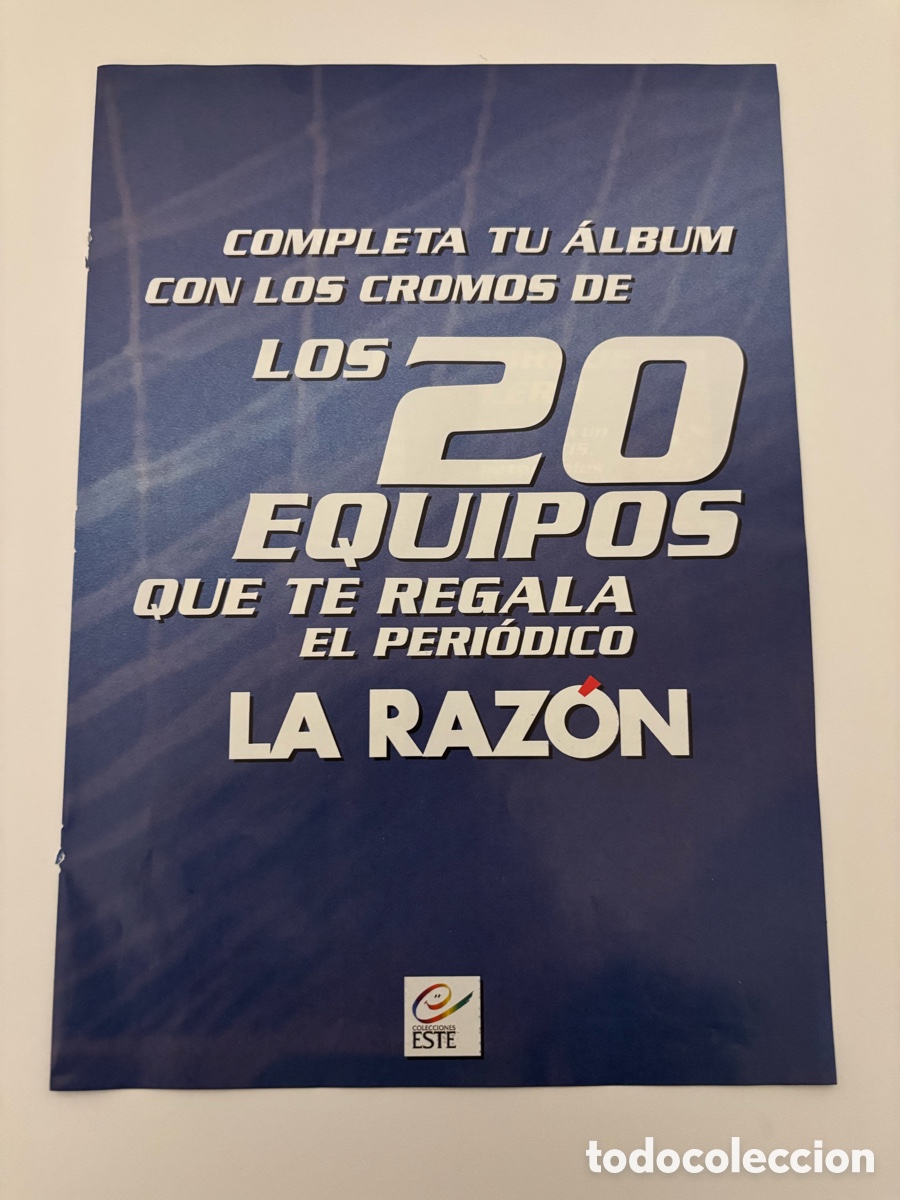 COMPLETA TU ÁLBUM
CON LOS CROMOS DE
LOS 20
EQUIPOS
QUE TE REGALA
EL PERIÓDICO
LA RAZÓN
COLECCIONES
ESTE
todocoleccion